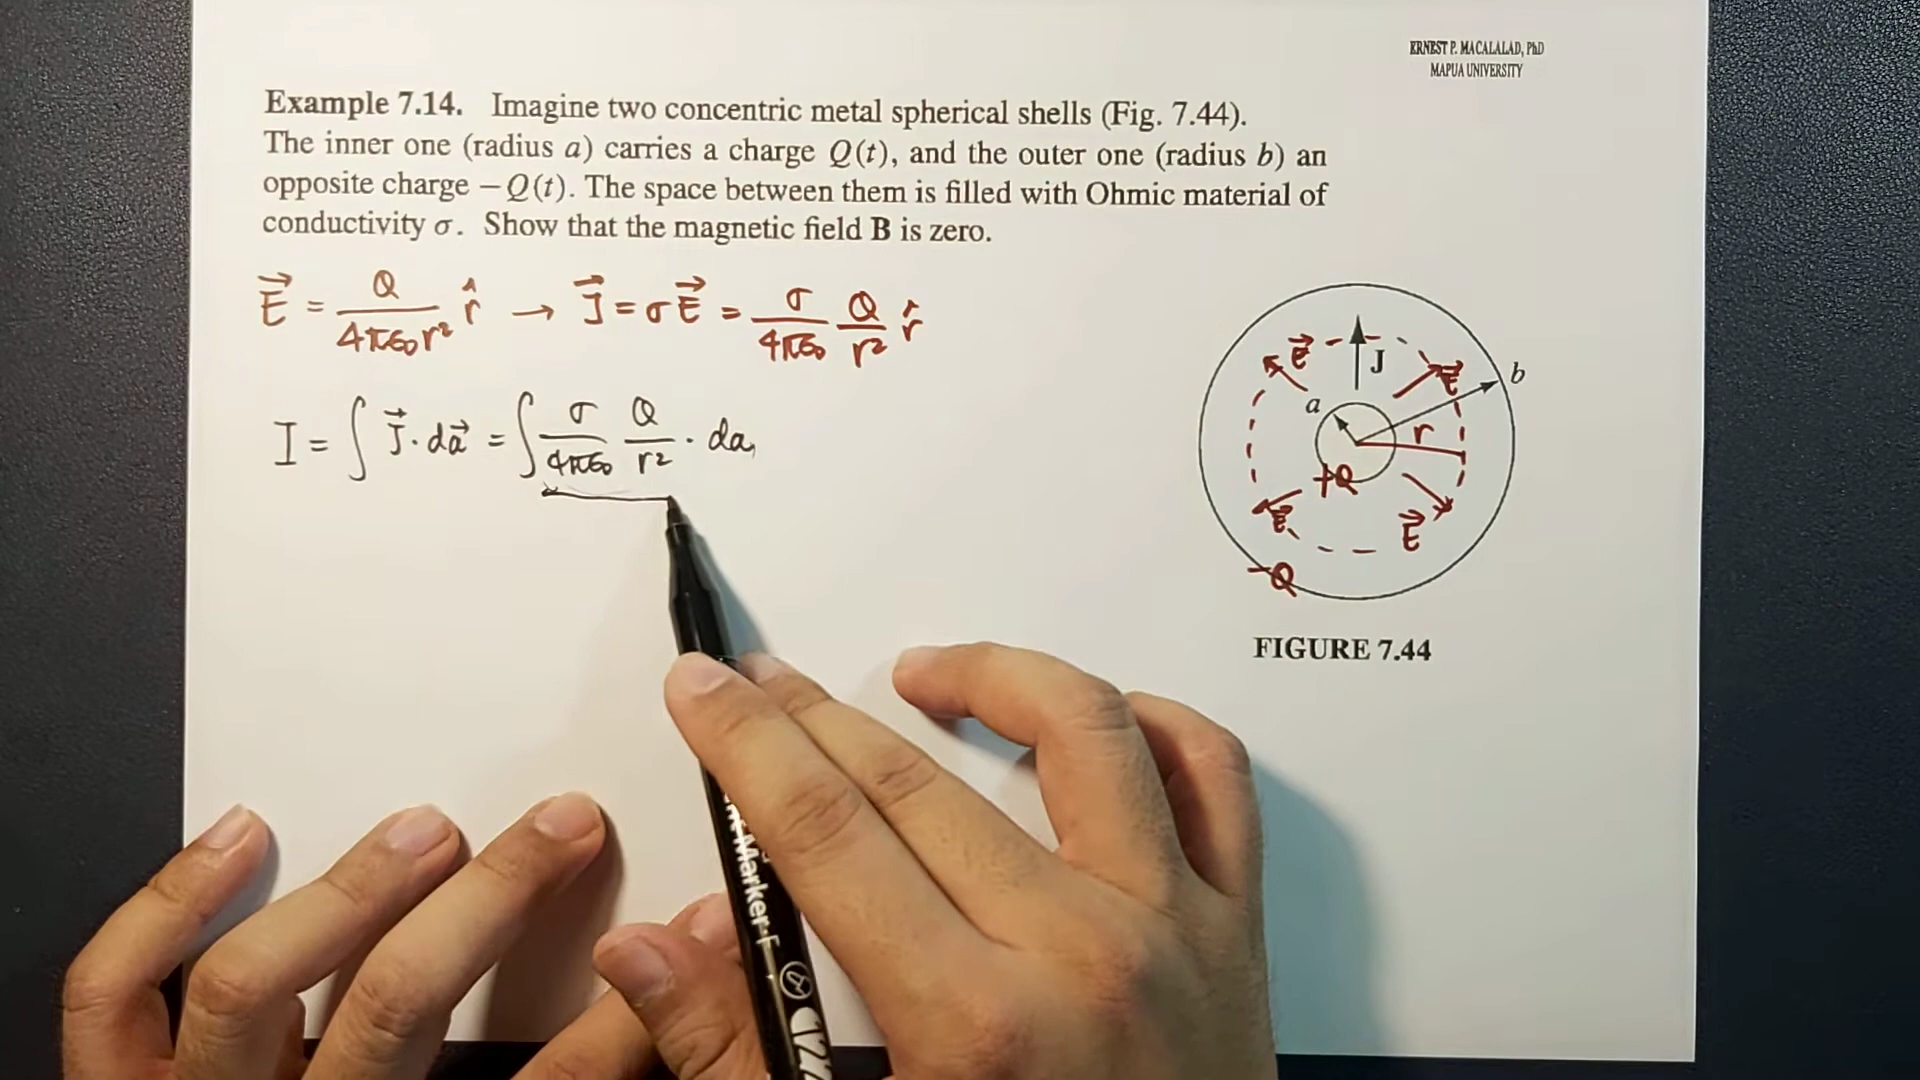 ERNEST P. MACALALAD, PhD
MAPUA UNIVERSITY
Example 7.14. Imagine two concentric metal spherical shells (Fig. 7.44).
The inner one (radius a) carries a charge Q(t), and the outer one (radius b) an
opposite charge −Q(t). The space between them is filled with Ohmic material of
conductivity σ. Show that the magnetic field B is zero.
E⃗ = Q/(4πε₀r²) r̂ → J⃗ = σE⃗ = σ/(4πε₀) Q/r² r̂
I = ∫ J⃗ · da⃗ = ∫ σ/(4πε₀) Q/r² · da,
E⃗ J E⃗ b
a r
+Q
E⃗ E⃗
−Q
FIGURE 7.44
Marker-F